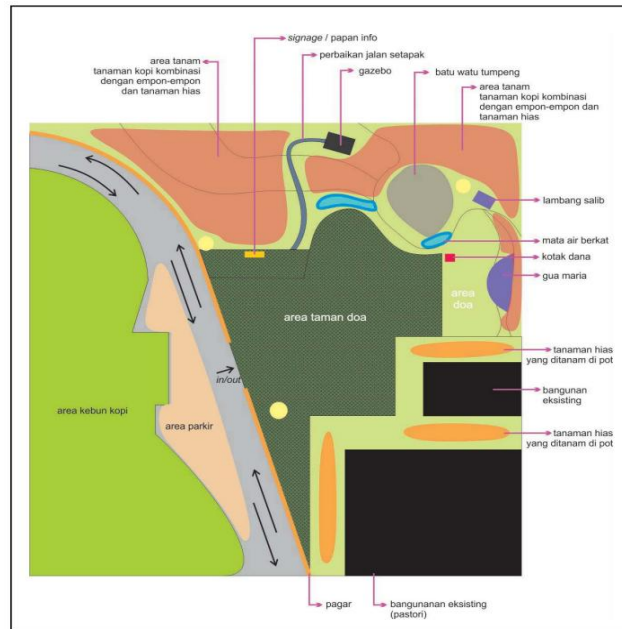 signage / papan info
perbaikan jalan setapak
area tanam
tanaman kopi kombinasi
dengan empon-empon
dan tanaman hias
gazebo
batu watu tumpeng
area tanam
tanaman kopi kombinasi
dengan empon-empon dan
tanaman hias
lambang salib
mata air berkat
kotak dana
gua maria
area
doa
area taman doa
tanaman hias
yang ditanam di pot
in/out
bangunan
eksisting
area kebun kopi
area parkir
tanaman hias
yang ditanam di pot
pagar
bangunanan eksisting
(pastori)